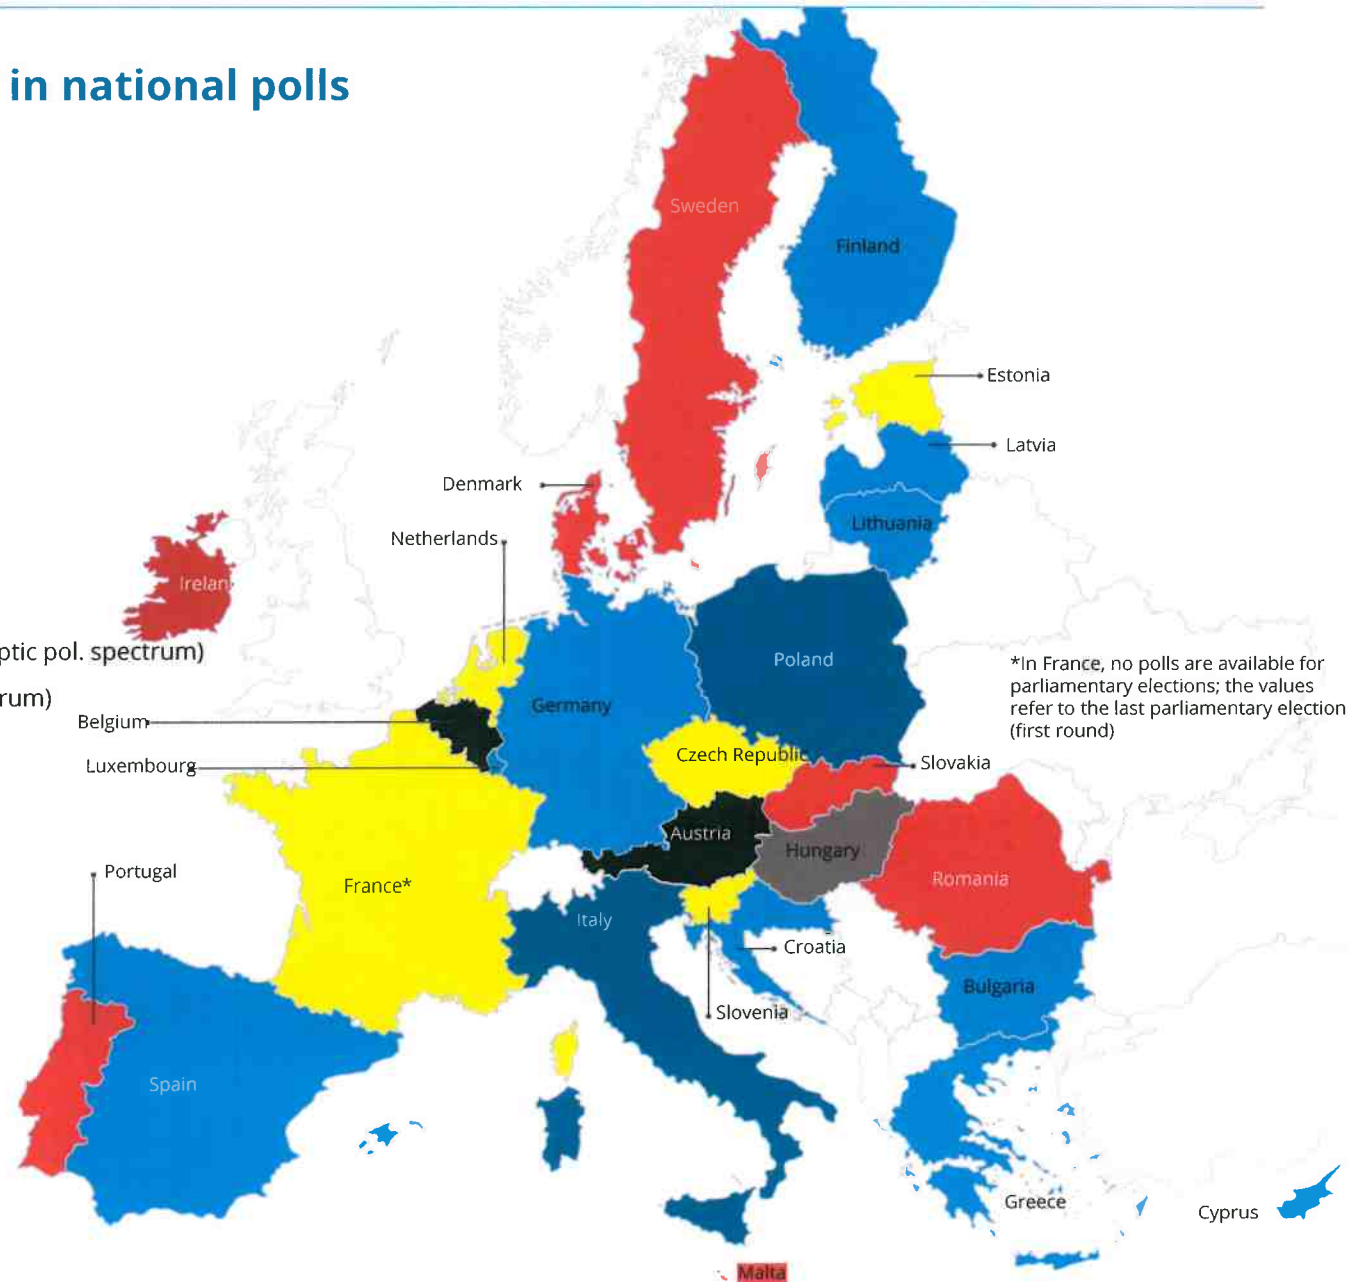 in national polls
Sweden
Finland
Estonia
Latvia
Denmark
Lithuania
Netherlands
Irelan
ptic pol. spectrum)
Poland
*In France, no polls are available for
parliamentary elections; the values
refer to the last parliamentary election
(first round)
rum)
Germany
Belgium
Czech Republic
Luxembourg
Slovakia
Austria
Hungary
Portugal
France*
Romania
Italy
Croatia
Bulgaria
Slovenia
Spain
Greece
Cyprus
Malta